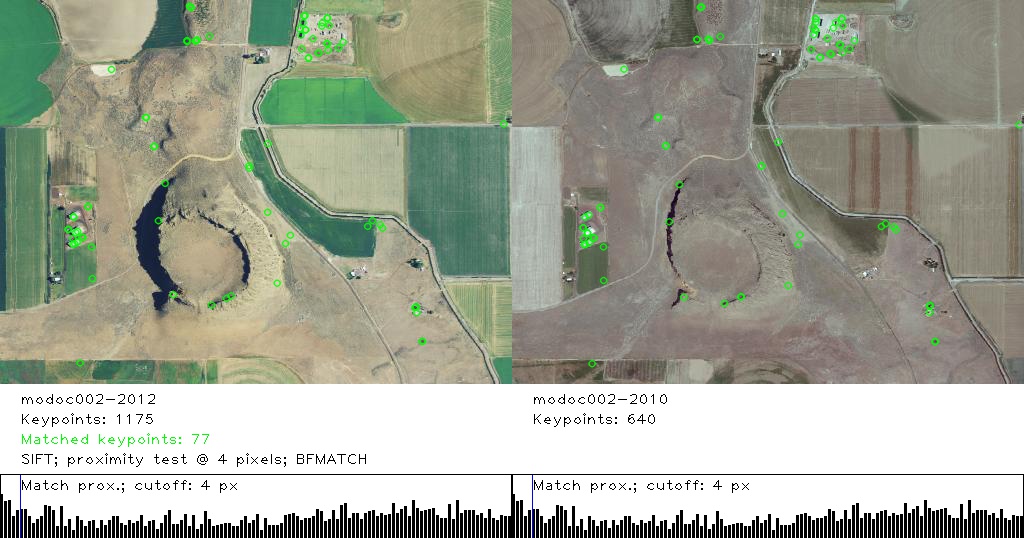 modoc002-2012
Keypoints: 1175
Matched keypoints: 77
SIFT; proximity test @ 4 pixels; BFMATCH
modoc002-2010
Keypoints: 640
Match prox.; cutoff: 4 px
Match prox.; cutoff: 4 px